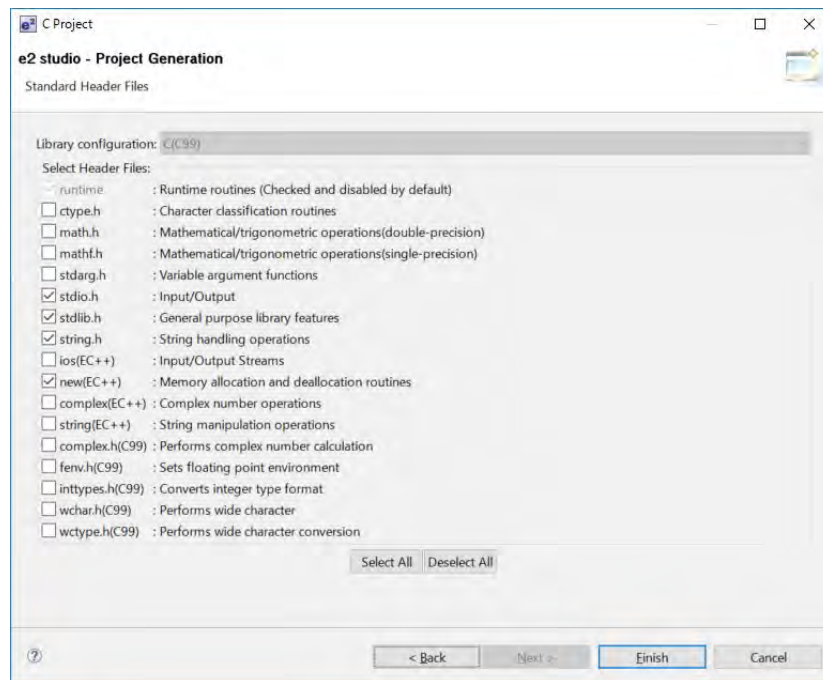 e² C Project
e2 studio - Project Generation
Standard Header Files
Library configuration: C(C99)
Select Header Files:
runtime : Runtime routines (Checked and disabled by default)
ctype.h : Character classification routines
math.h : Mathematical/trigonometric operations(double-precision)
mathf.h : Mathematical/trigonometric operations(single-precision)
stdarg.h : Variable argument functions
stdio.h : Input/Output
stdlib.h : General purpose library features
string.h : String handling operations
ios(EC++) : Input/Output Streams
new(EC++) : Memory allocation and deallocation routines
complex(EC++) : Complex number operations
string(EC++) : String manipulation operations
complex.h(C99) : Performs complex number calculation
fenv.h(C99) : Sets floating point environment
inttypes.h(C99) : Converts integer type format
wchar.h(C99) : Performs wide character
wctype.h(C99) : Performs wide character conversion
Select All Deselect All
? < Back Next > Finish Cancel